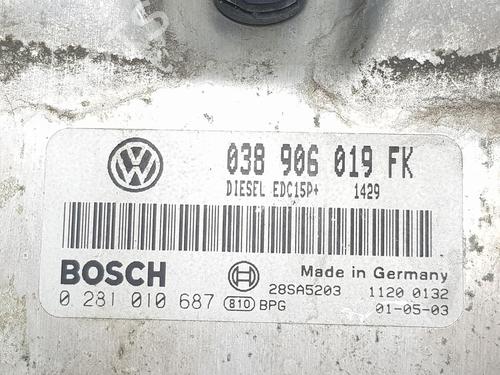 038 906 019 FK
DIESEL EDC15P+ 1429
BOSCH
Made in Germany
0 281 010 687 810 BPG 28SA5203 1120 0132
01-05-03